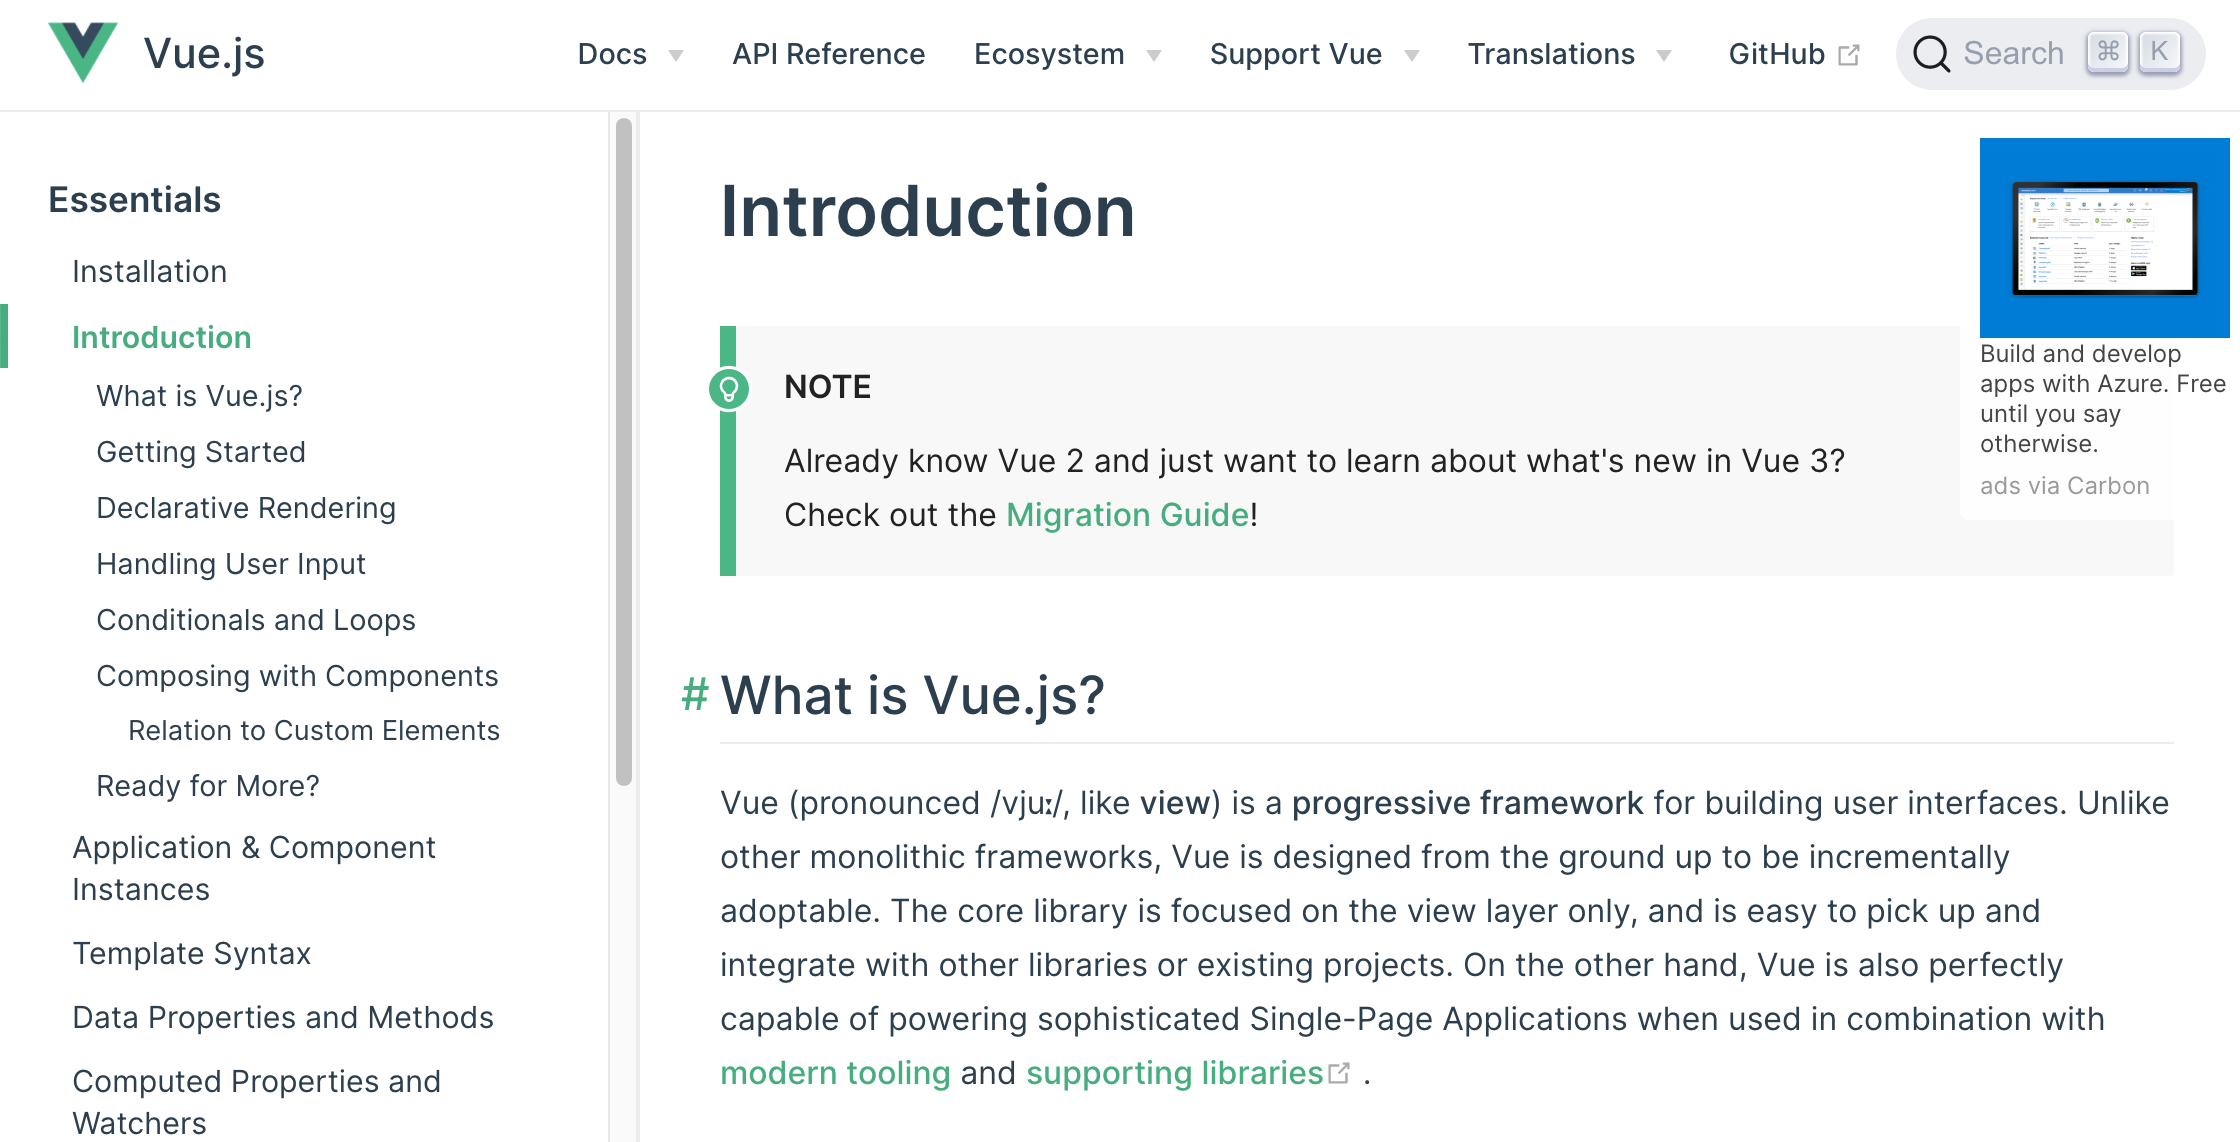 Vue.js
Docs
API Reference
Ecosystem
Support Vue
Translations
GitHub
Search ⌘ K
Essentials
Installation
Introduction
What is Vue.js?
Getting Started
Declarative Rendering
Handling User Input
Conditionals and Loops
Composing with Components
Relation to Custom Elements
Ready for More?
Application & Component
Instances
Template Syntax
Data Properties and Methods
Computed Properties and
Watchers
Introduction
NOTE
Already know Vue 2 and just want to learn about what's new in Vue 3?
Check out the Migration Guide!
Build and develop
apps with Azure. Free
until you say
otherwise.
ads via Carbon
# What is Vue.js?
Vue (pronounced /vjuː/, like view) is a progressive framework for building user interfaces. Unlike
other monolithic frameworks, Vue is designed from the ground up to be incrementally
adoptable. The core library is focused on the view layer only, and is easy to pick up and
integrate with other libraries or existing projects. On the other hand, Vue is also perfectly
capable of powering sophisticated Single-Page Applications when used in combination with
modern tooling and supporting libraries .